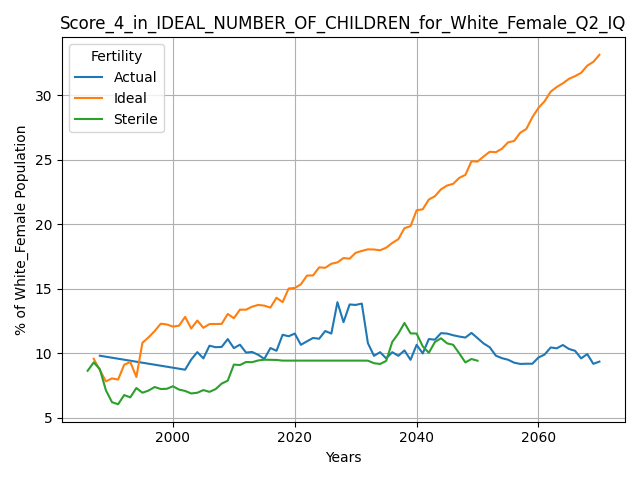 Score_4_in_IDEAL_NUMBER_OF_CHILDREN_for_White_Female_Q2_IQ
Fertility
Actual
Ideal
Sterile
% of White_Female Population
30
25
20
15
10
5
2000 2020 2040 2060
Years